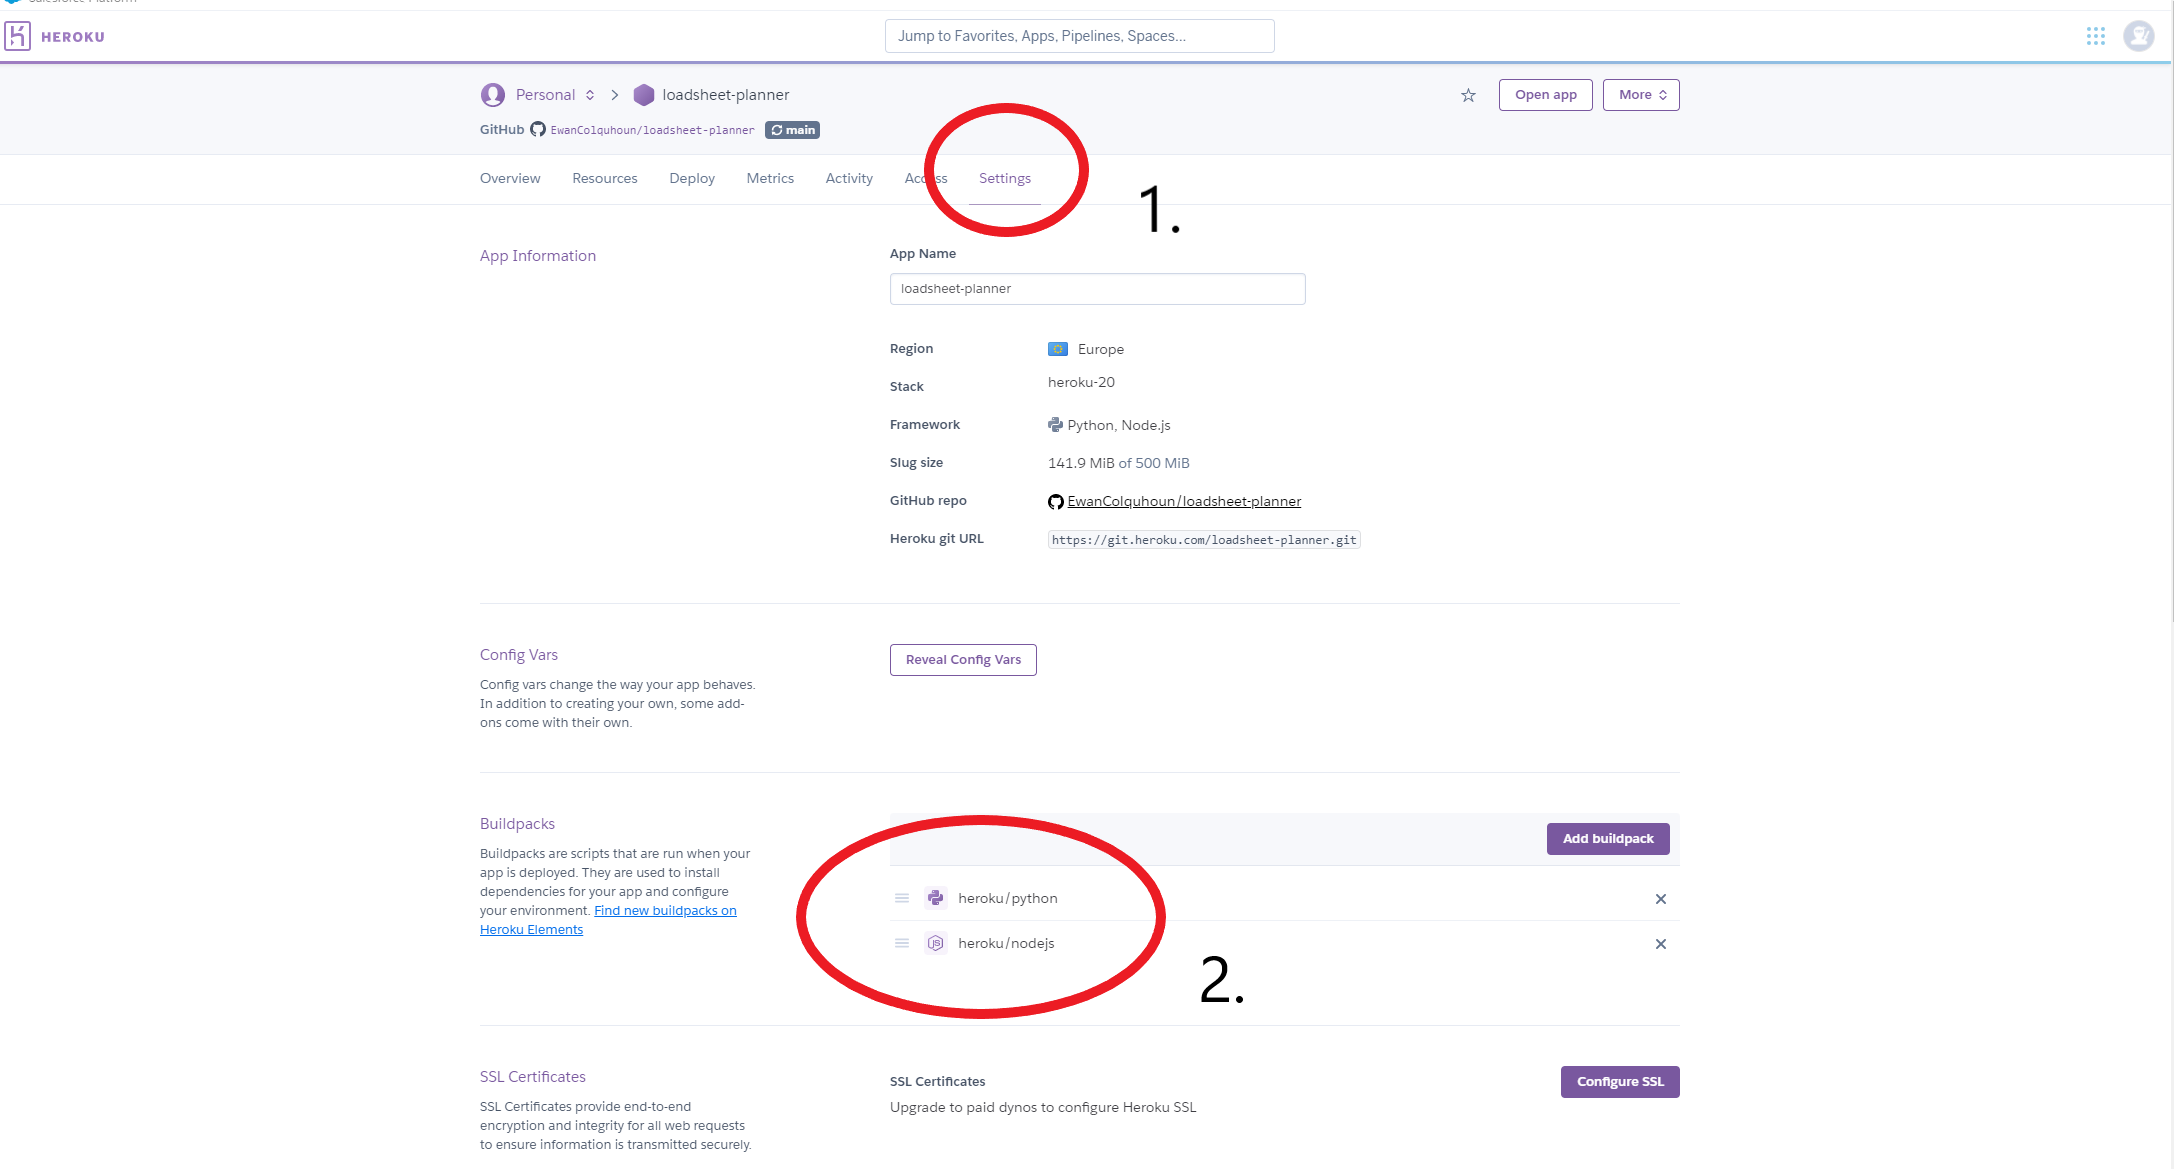 Salesforce Platform
HEROKU
Jump to Favorites, Apps, Pipelines, Spaces...
Personal
loadsheet-planner
Open app
More
GitHub EwanColquhoun/loadsheet-planner main
Overview Resources Deploy Metrics Activity Access Settings
1.
App Information
App Name
loadsheet-planner
Region Europe
Stack heroku-20
Framework Python, Node.js
Slug size 141.9 MiB of 500 MiB
GitHub repo EwanColquhoun/loadsheet-planner
Heroku git URL https://git.heroku.com/loadsheet-planner.git
Config Vars
Config vars change the way your app behaves.
In addition to creating your own, some add-
ons come with their own.
Reveal Config Vars
Buildpacks
Buildpacks are scripts that are run when your
app is deployed. They are used to install
dependencies for your app and configure
your environment. Find new buildpacks on
Heroku Elements
Add buildpack
heroku/python
heroku/nodejs
2.
SSL Certificates
SSL Certificates provide end-to-end
encryption and integrity for all web requests
to ensure information is transmitted securely.
SSL Certificates
Upgrade to paid dynos to configure Heroku SSL
Configure SSL